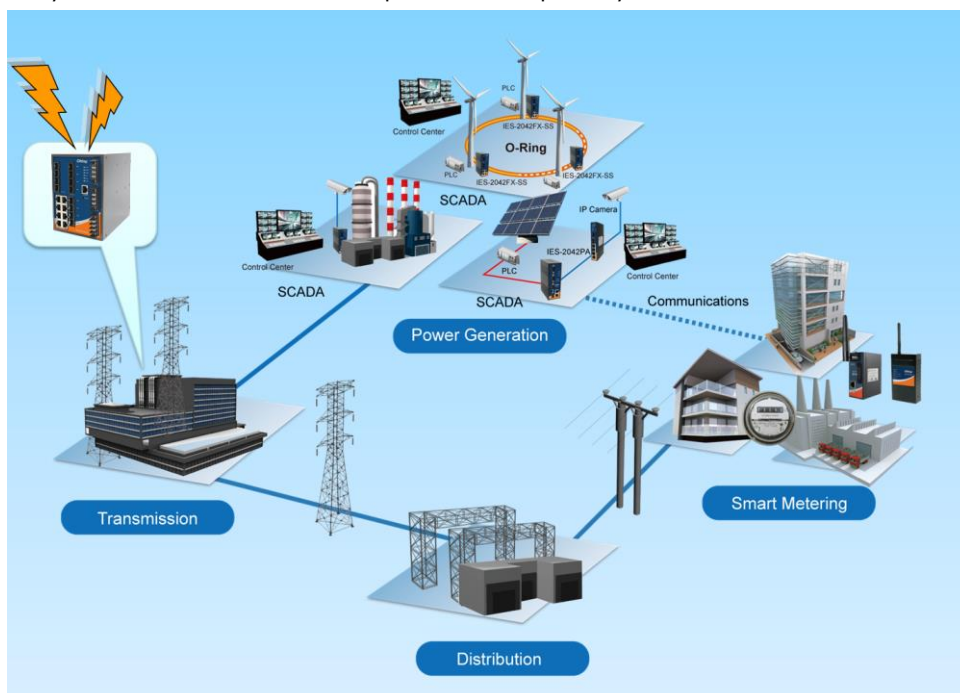 PLC
Control Center
IES-2042FX-SS
O-Ring
PLC
IES-2042FX-SS
IES-2042FX-SS
SCADA
IP Camera
Control Center
IES-2042PA
PLC
Control Center
SCADA
SCADA
Communications
Power Generation
Transmission
Smart Metering
Distribution